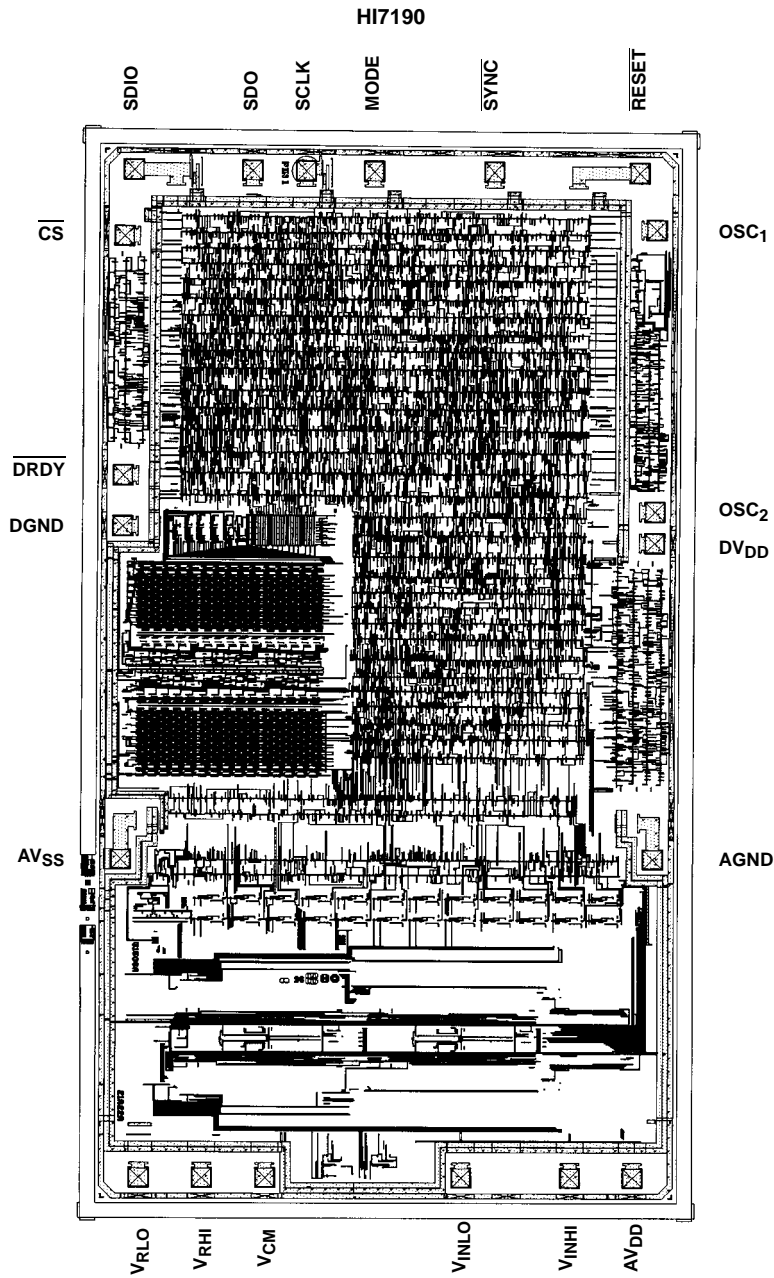 HI7190
SDIO
SDO
SCLK
MODE
SYNC
RESET
CS
OSC1
DRDY
DGND
OSC2
DVDD
AVSS
AGND
VRLO
VRHI
VCM
VINLO
VINHI
AVDD